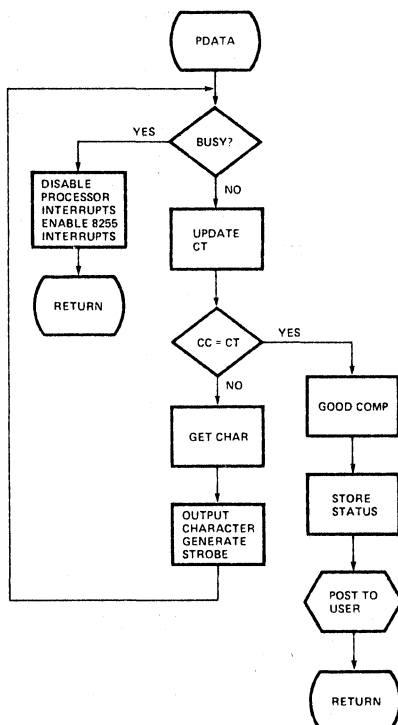 PDATA
BUSY?
YES
NO
DISABLE
PROCESSOR
INTERRUPTS
ENABLE 8255
INTERRUPTS
RETURN
UPDATE
CT
CC = CT
YES
NO
GET CHAR
OUTPUT
CHARACTER
GENERATE
STROBE
GOOD COMP
STORE
STATUS
POST TO
USER
RETURN